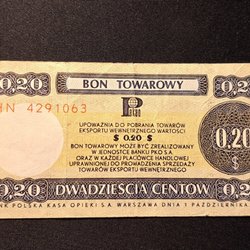 0,20 BON TOWAROWY 0,20
HN 4291063
P
PEKAO
UPOWAŻNIA DO POBRANIA TOWARÓW
EKSPORTU WEWNĘTRZNEGO WARTOŚCI
$ 0.20 $
BON TOWAROWY MOŻE BYĆ ZREALIZOWANY
W JEDNOSTCE BANKU PKO S.A.
ORAZ W KAŻDEJ PLACÓWCE HANDLOWEJ
UPRAWNIONEJ DO PROWADZENIA SPRZEDAŻY
TOWARÓW EKSPORTU WEWNĘTRZNEGO
0.20
$
0,20 DWADZIEŚCIA CENTÓW 0,20
POLSKA KASA OPIEKI S.A. WARSZAWA DNIA 1 PAŹDZIERNIKA